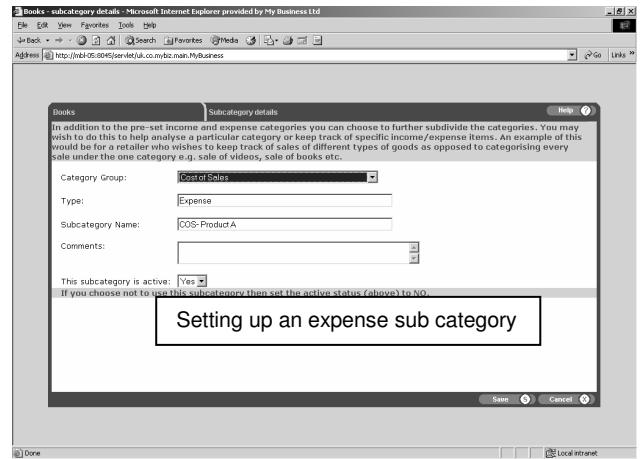 Books - subcategory details - Microsoft Internet Explorer provided by My Business Ltd
File Edit View Favorites Tools Help
Back Search Favorites Media
Address http://mbl-05:8045/servlet/uk.co.mybiz.main.MyBusiness Go Links »
Books Subcategory details Help ?
In addition to the pre-set income and expense categories you can choose to further subdivide the categories. You may
wish to do this to help analyse a particular category or keep track of specific income/expense items. An example of this
would be for a retailer who wishes to keep track of sales of different types of goods as opposed to categorising every
sale under the one category e.g. sale of videos, sale of books etc.
Category Group: Cost of Sales
Type: Expense
Subcategory Name: COS- Product A
Comments:
This subcategory is active: Yes
If you choose not to use this subcategory then set the active status (above) to NO.
Setting up an expense sub category
Save S Cancel X
Done Local intranet